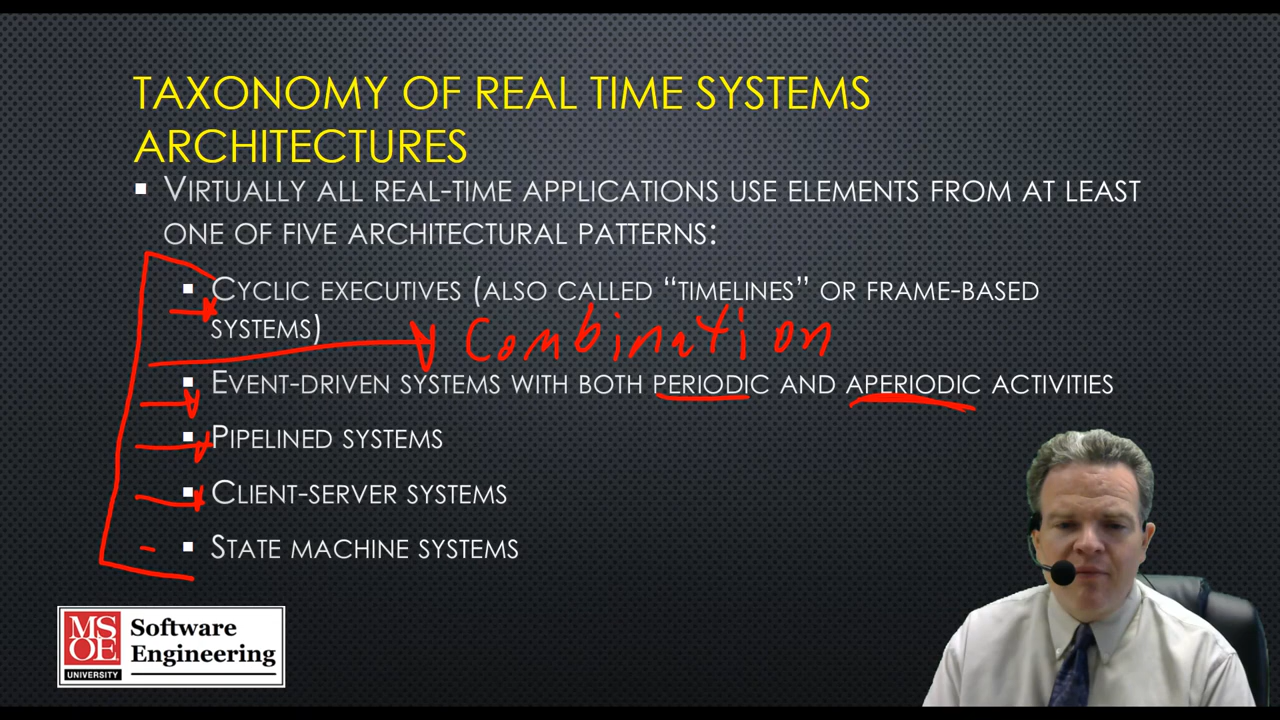 TAXONOMY OF REAL TIME SYSTEMS
ARCHITECTURES
VIRTUALLY ALL REAL-TIME APPLICATIONS USE ELEMENTS FROM AT LEAST
ONE OF FIVE ARCHITECTURAL PATTERNS:
CYCLIC EXECUTIVES (ALSO CALLED “TIMELINES” OR FRAME-BASED
SYSTEMS)
Combination
EVENT-DRIVEN SYSTEMS WITH BOTH PERIODIC AND APERIODIC ACTIVITIES
PIPELINED SYSTEMS
CLIENT-SERVER SYSTEMS
STATE MACHINE SYSTEMS
MS
OE
UNIVERSITY
Software
Engineering